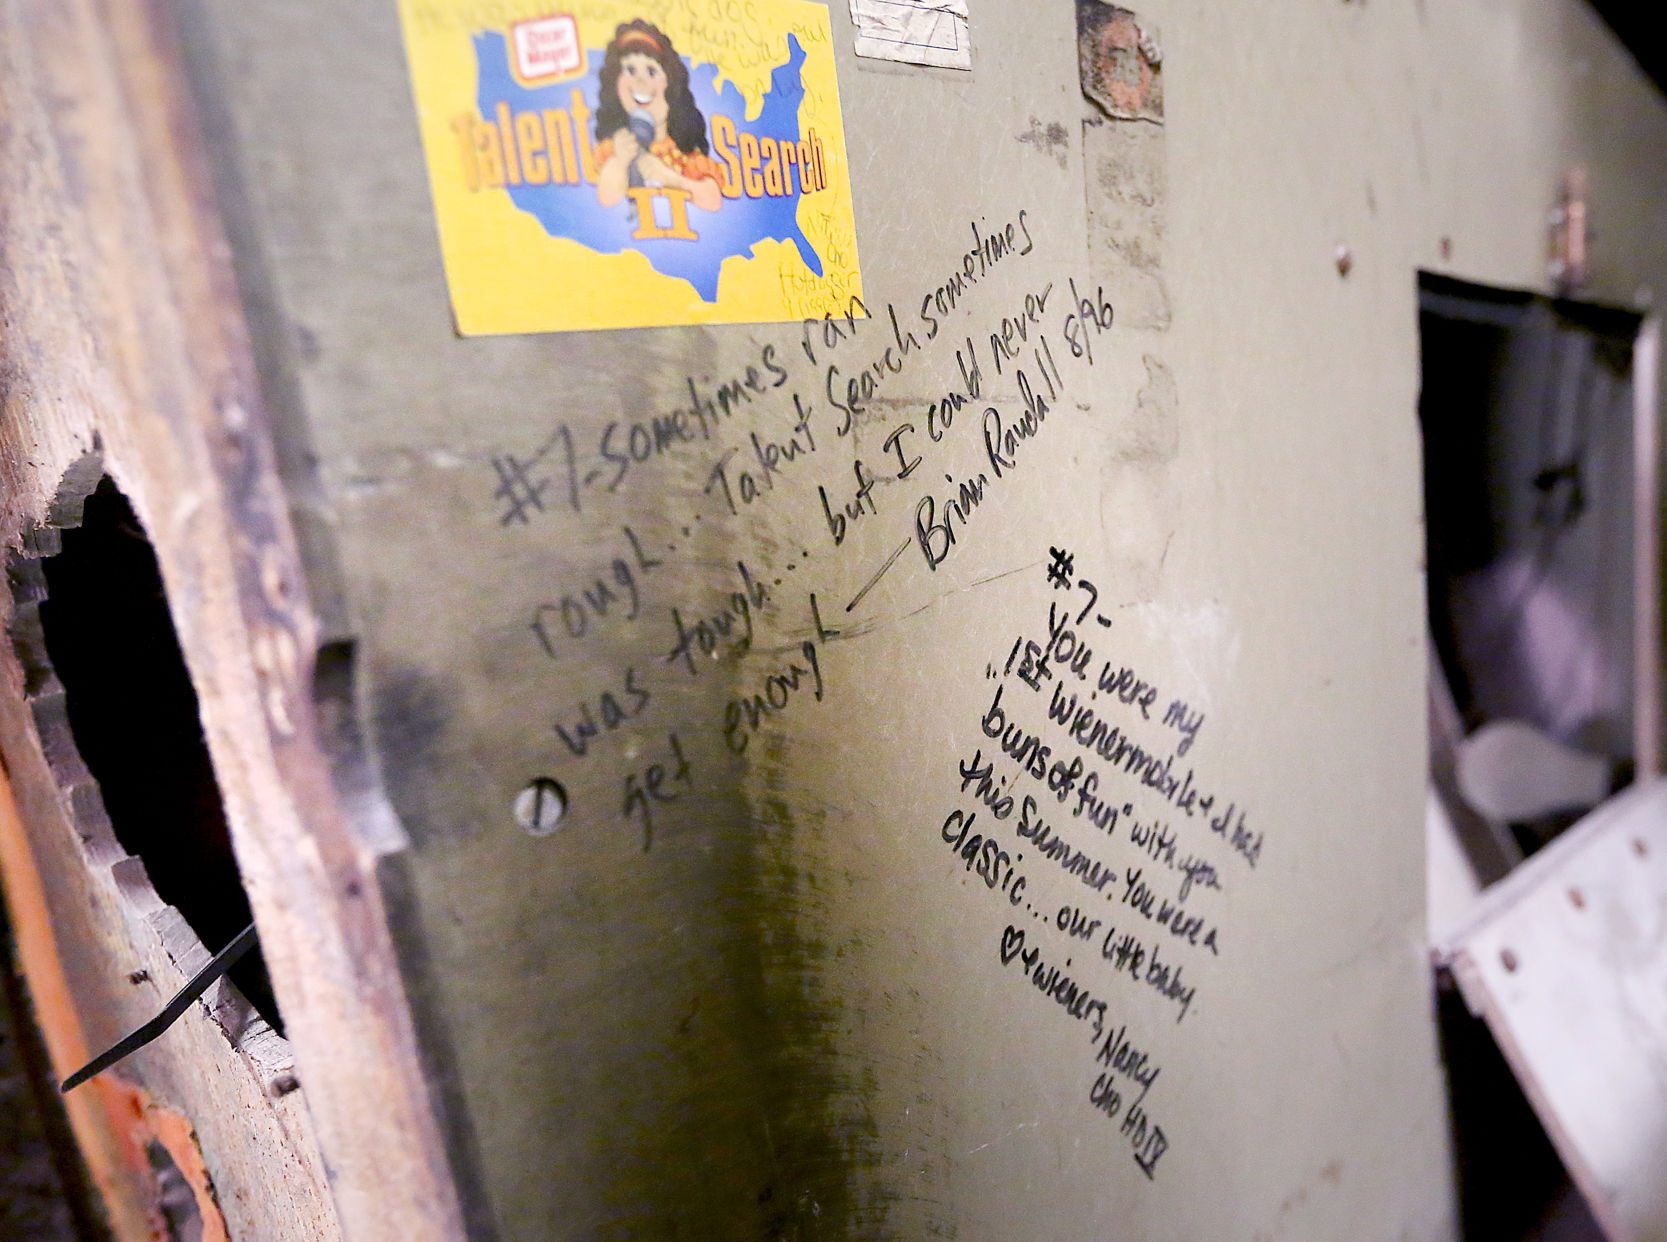 Oscar
Mayer
Talent Search
II
#7-sometimes ran
rough... Talent Search sometimes
was tough... but I could never
get enough — Brian Randall 8/96
#7-
You were my
"1st Wienermobile & I had
buns of fun" with you
this summer. You were a
classic... our little baby.
♡ & wieners, Nancy
Cho HD IV